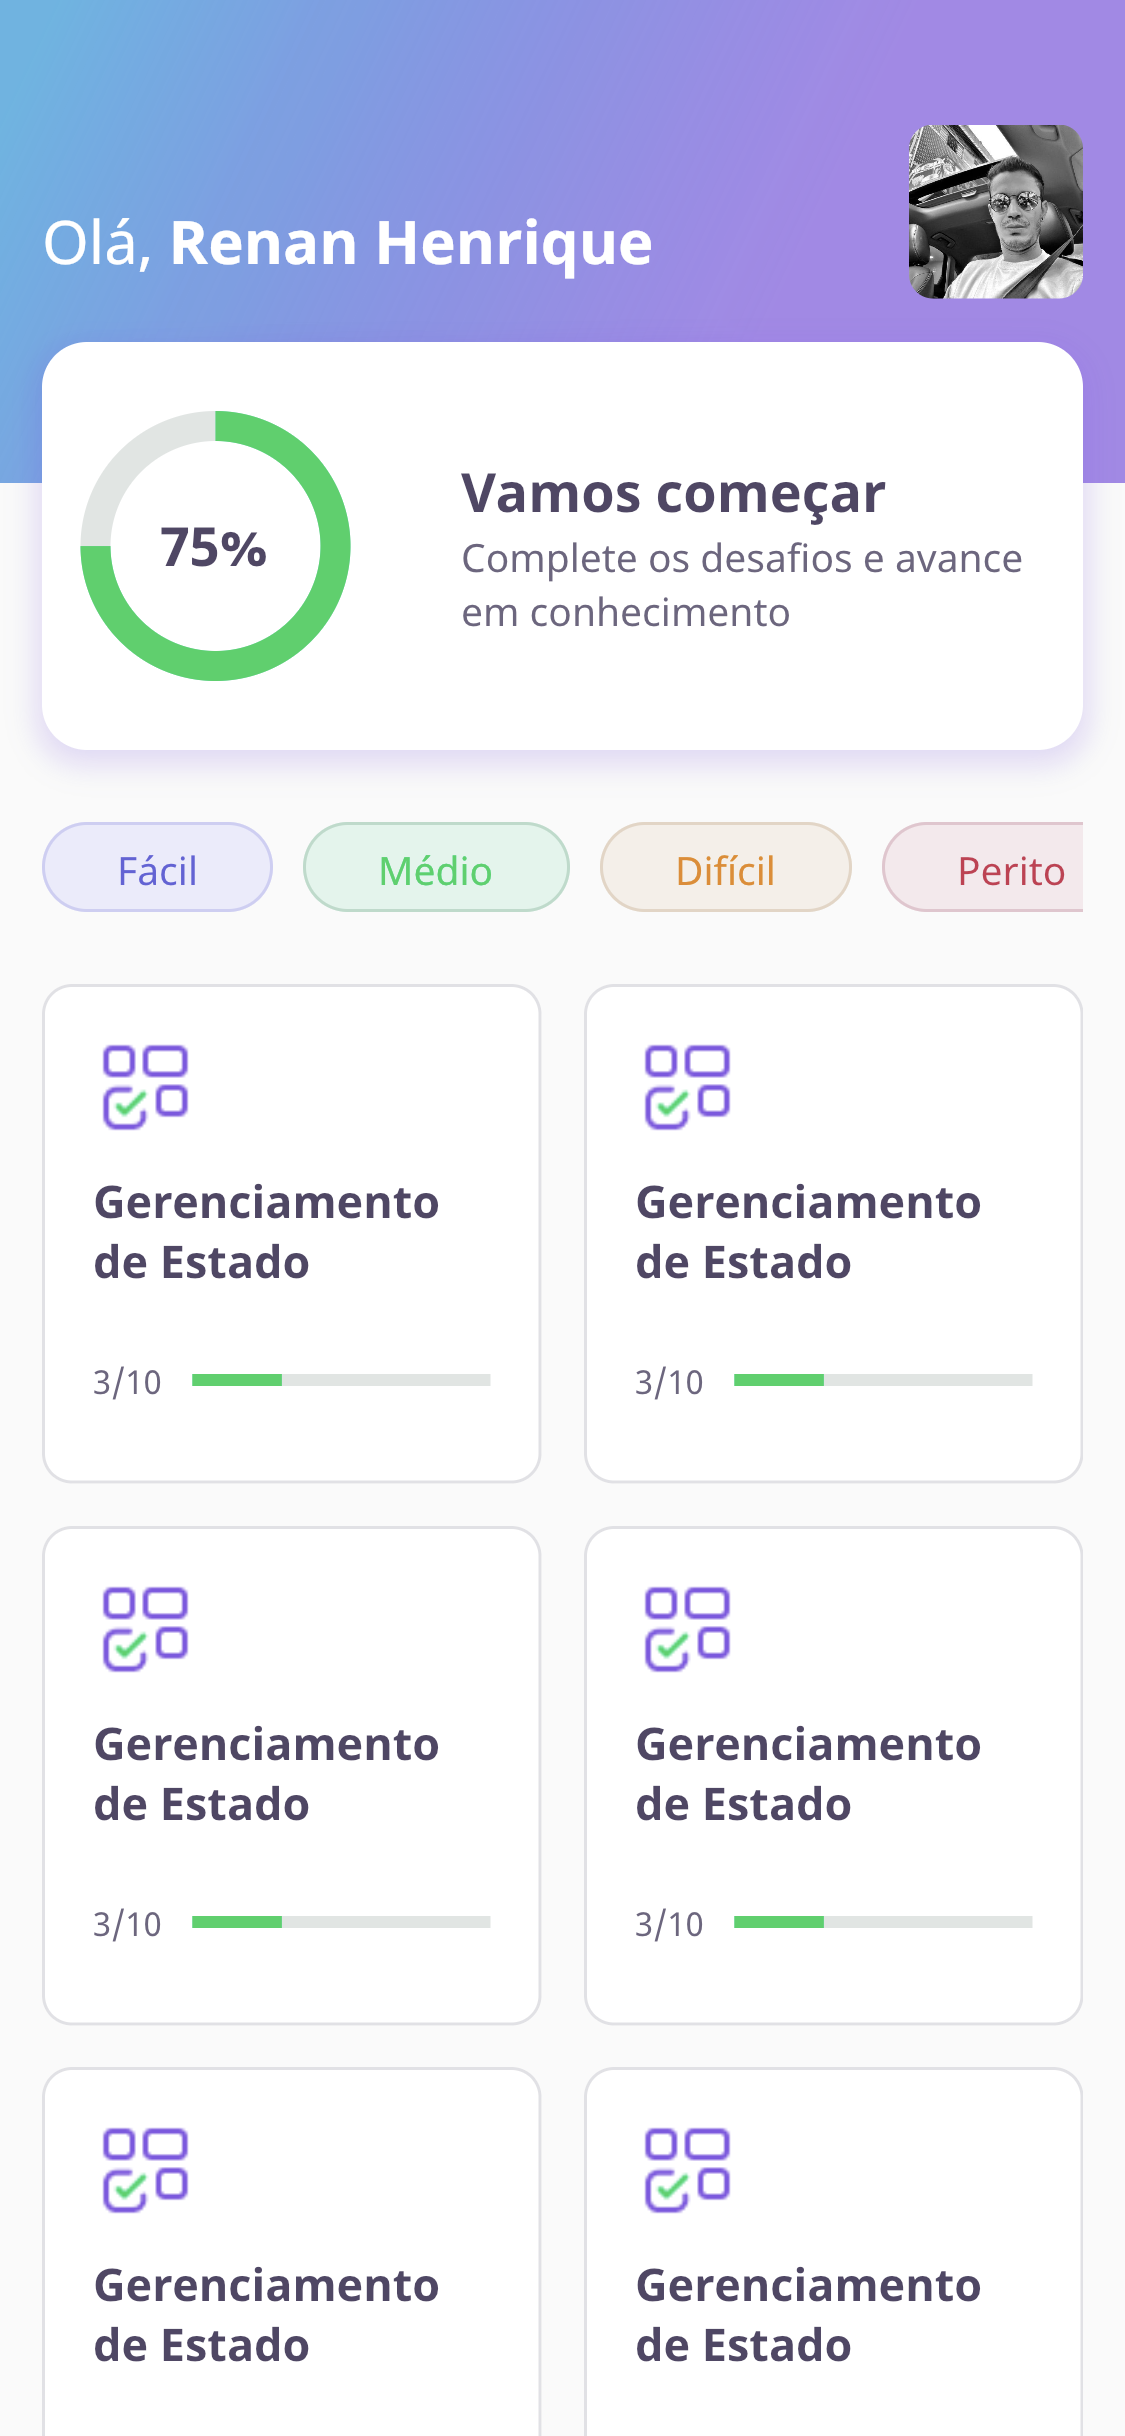 Olá, Renan Henrique
75%
Vamos começar
Complete os desafios e avance
em conhecimento
Fácil
Médio
Difícil
Perito
Gerenciamento
de Estado
3/10
Gerenciamento
de Estado
3/10
Gerenciamento
de Estado
3/10
Gerenciamento
de Estado
3/10
Gerenciamento
de Estado
Gerenciamento
de Estado